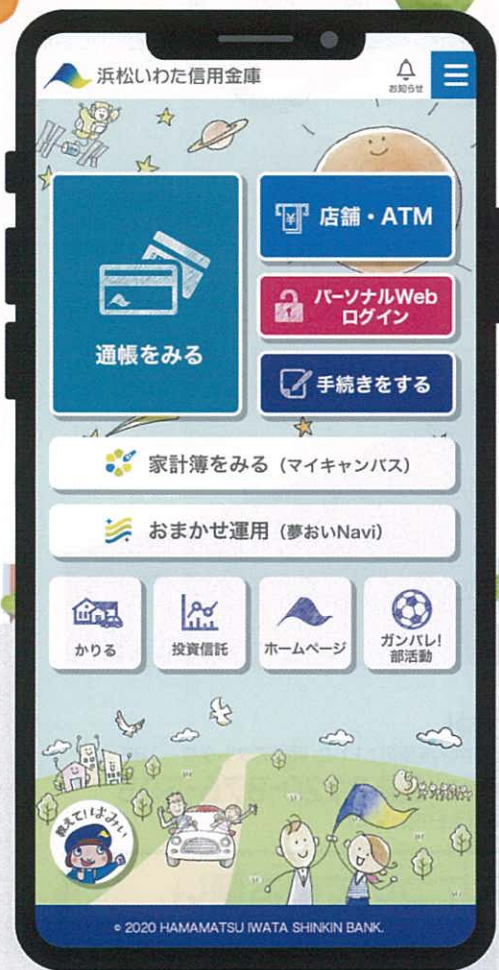 浜松いわた信用金庫
お知らせ
通帳をみる
店舗・ATM
パーソナルWeb
ログイン
手続きをする
家計簿をみる（マイキャンバス）
おまかせ運用（夢おいNavi）
かりる
投資信託
ホームページ
ガンバレ!
部活動
教えて!はみぃ
© 2020 HAMAMATSU IWATA SHINKIN BANK.